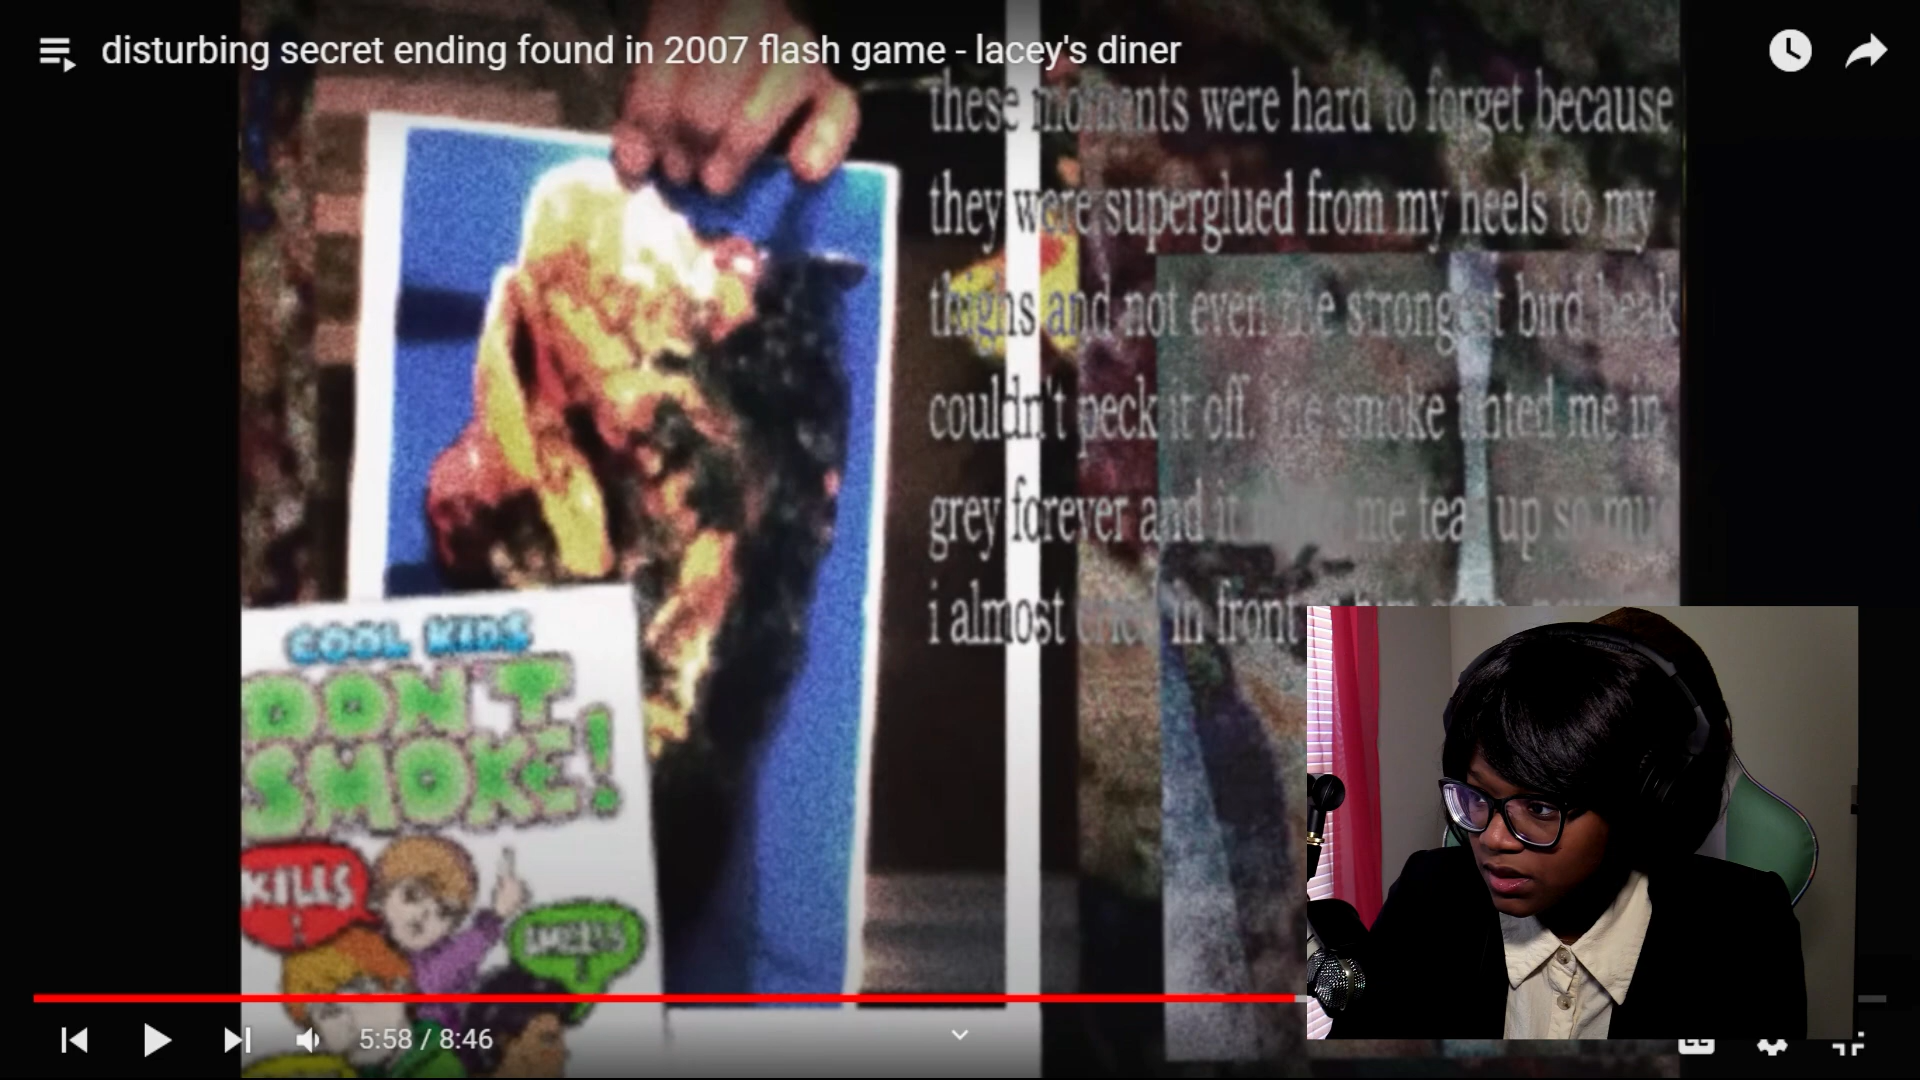 disturbing secret ending found in 2007 flash game - lacey's diner
these moments were hard to forget because
they were superglued from my heels to my
thighs and not even the strongest bird beak
couldn't peck it off. the smoke tinted me in
grey forever and it me tear up so
i almost in front
COOL KIDS
DON'T
SMOKE!
KILLS
5:58 / 8:46
CC